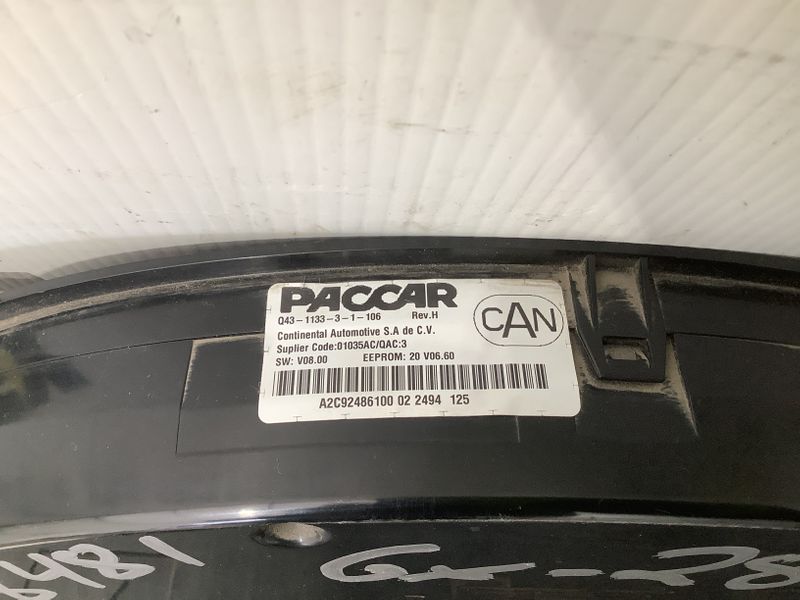 PACCAR
Q43-1133-3-1-106 Rev.H
CAN
Continental Automotive S.A de C.V.
Suplier Code:01035AC/QAC:3
SW: V08.00 EEPROM: 20 V06.60
A2C92486100 02 2494 125